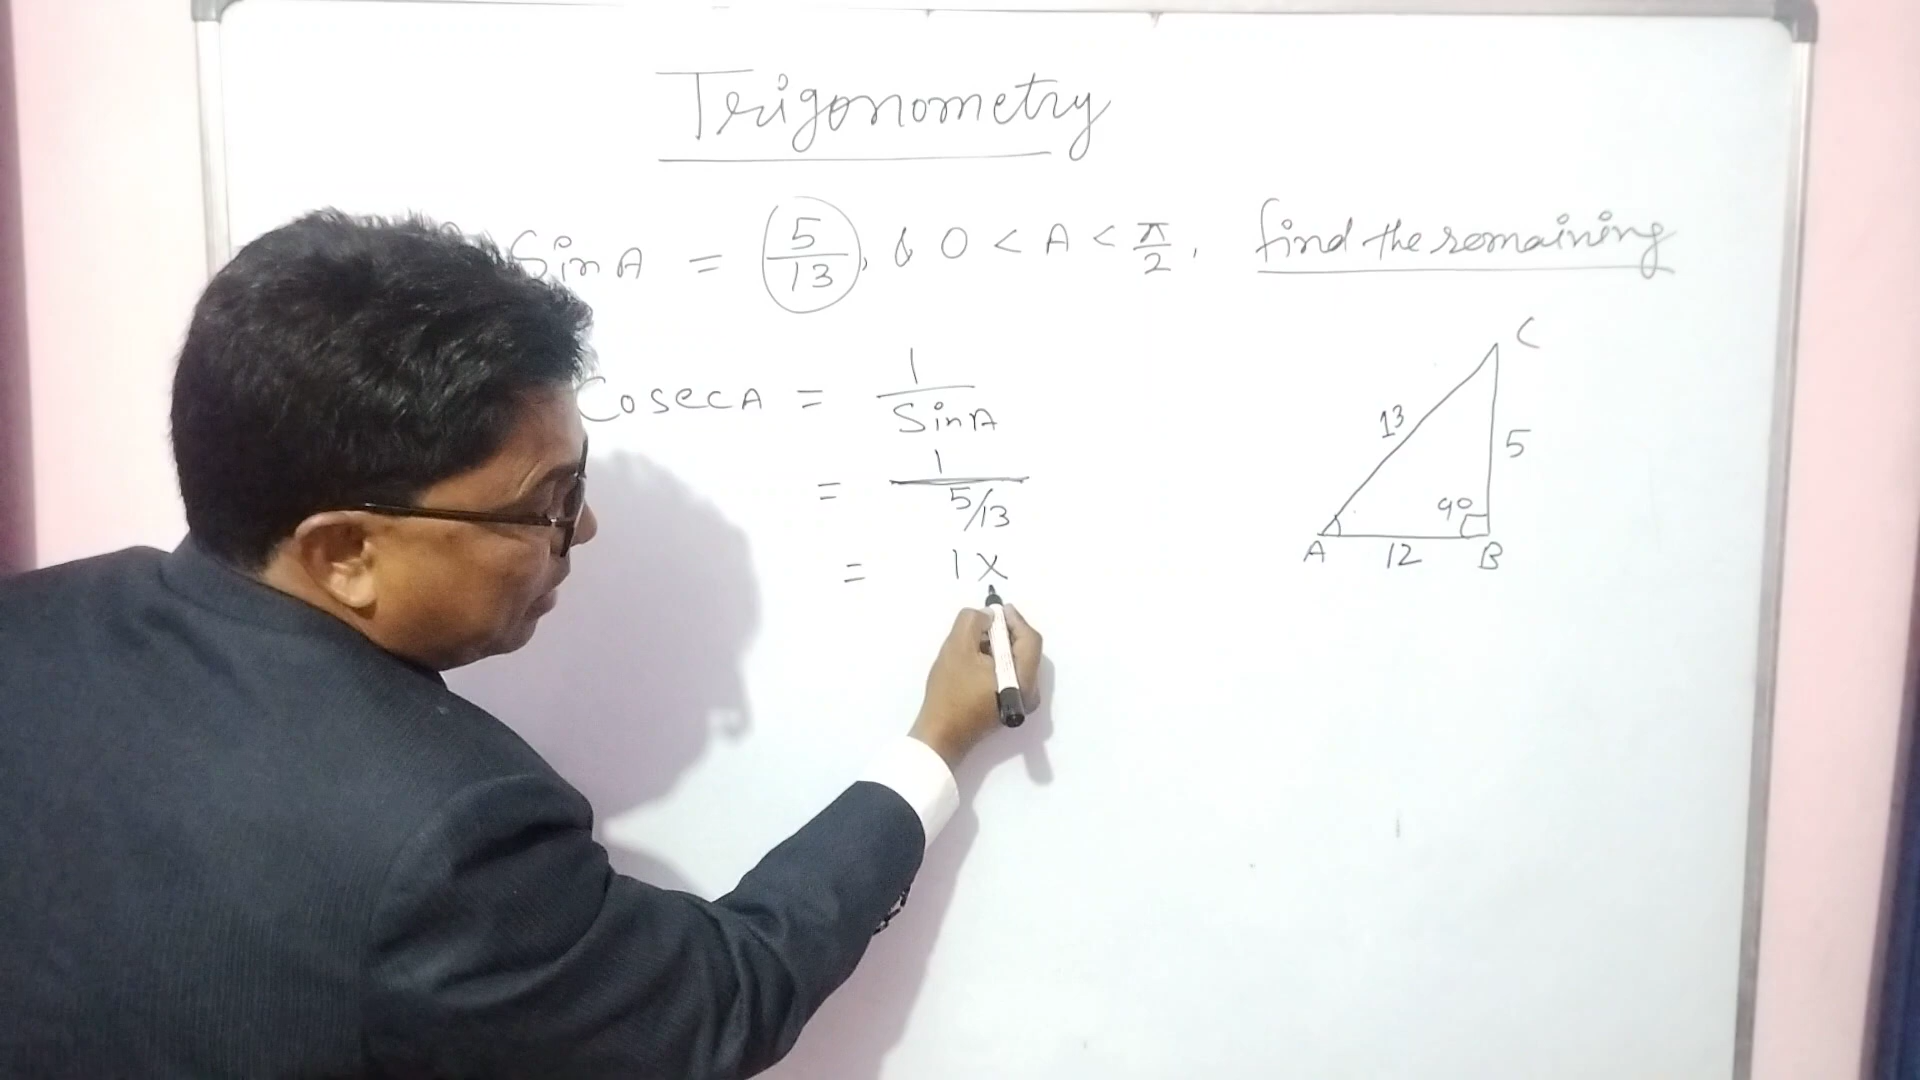 Trigonometry
Sin A = 5/13, & 0 < A < π/2, find the remaining
Cosec A = 1/Sin A
= 1/5/13
= 1 x
C
13
5
90
A
12
B